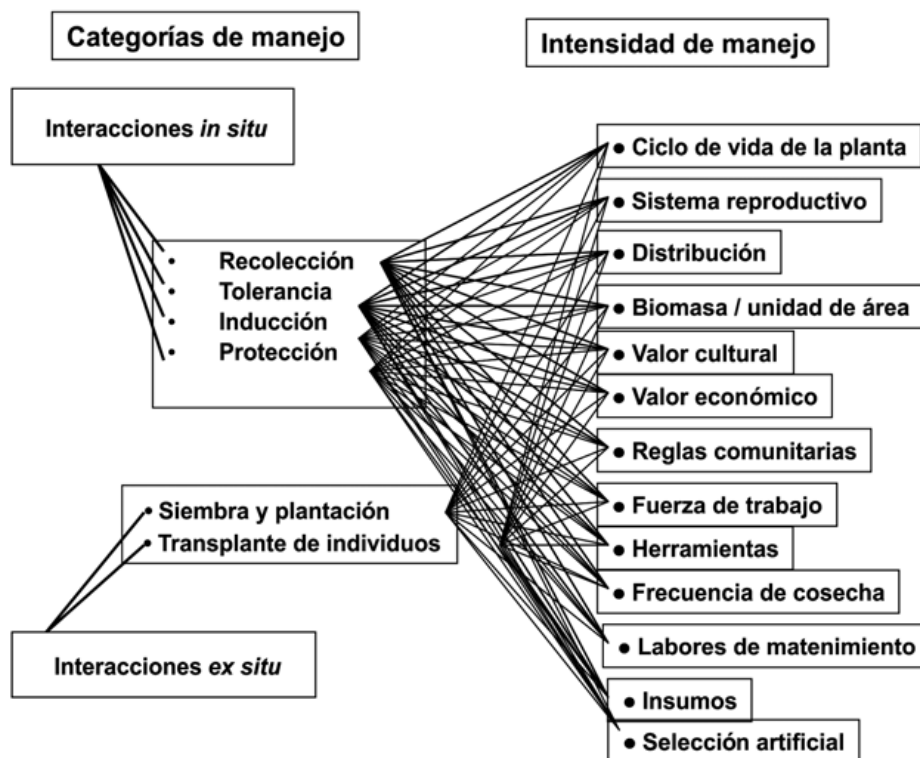 Categorías de manejo
Intensidad de manejo
Interacciones in situ
• Recolección
• Tolerancia
• Inducción
• Protección
• Siembra y plantación
• Transplante de individuos
Interacciones ex situ
• Ciclo de vida de la planta
• Sistema reproductivo
• Distribución
• Biomasa / unidad de área
• Valor cultural
• Valor económico
• Reglas comunitarias
• Fuerza de trabajo
• Herramientas
• Frecuencia de cosecha
• Labores de matenimiento
• Insumos
• Selección artificial